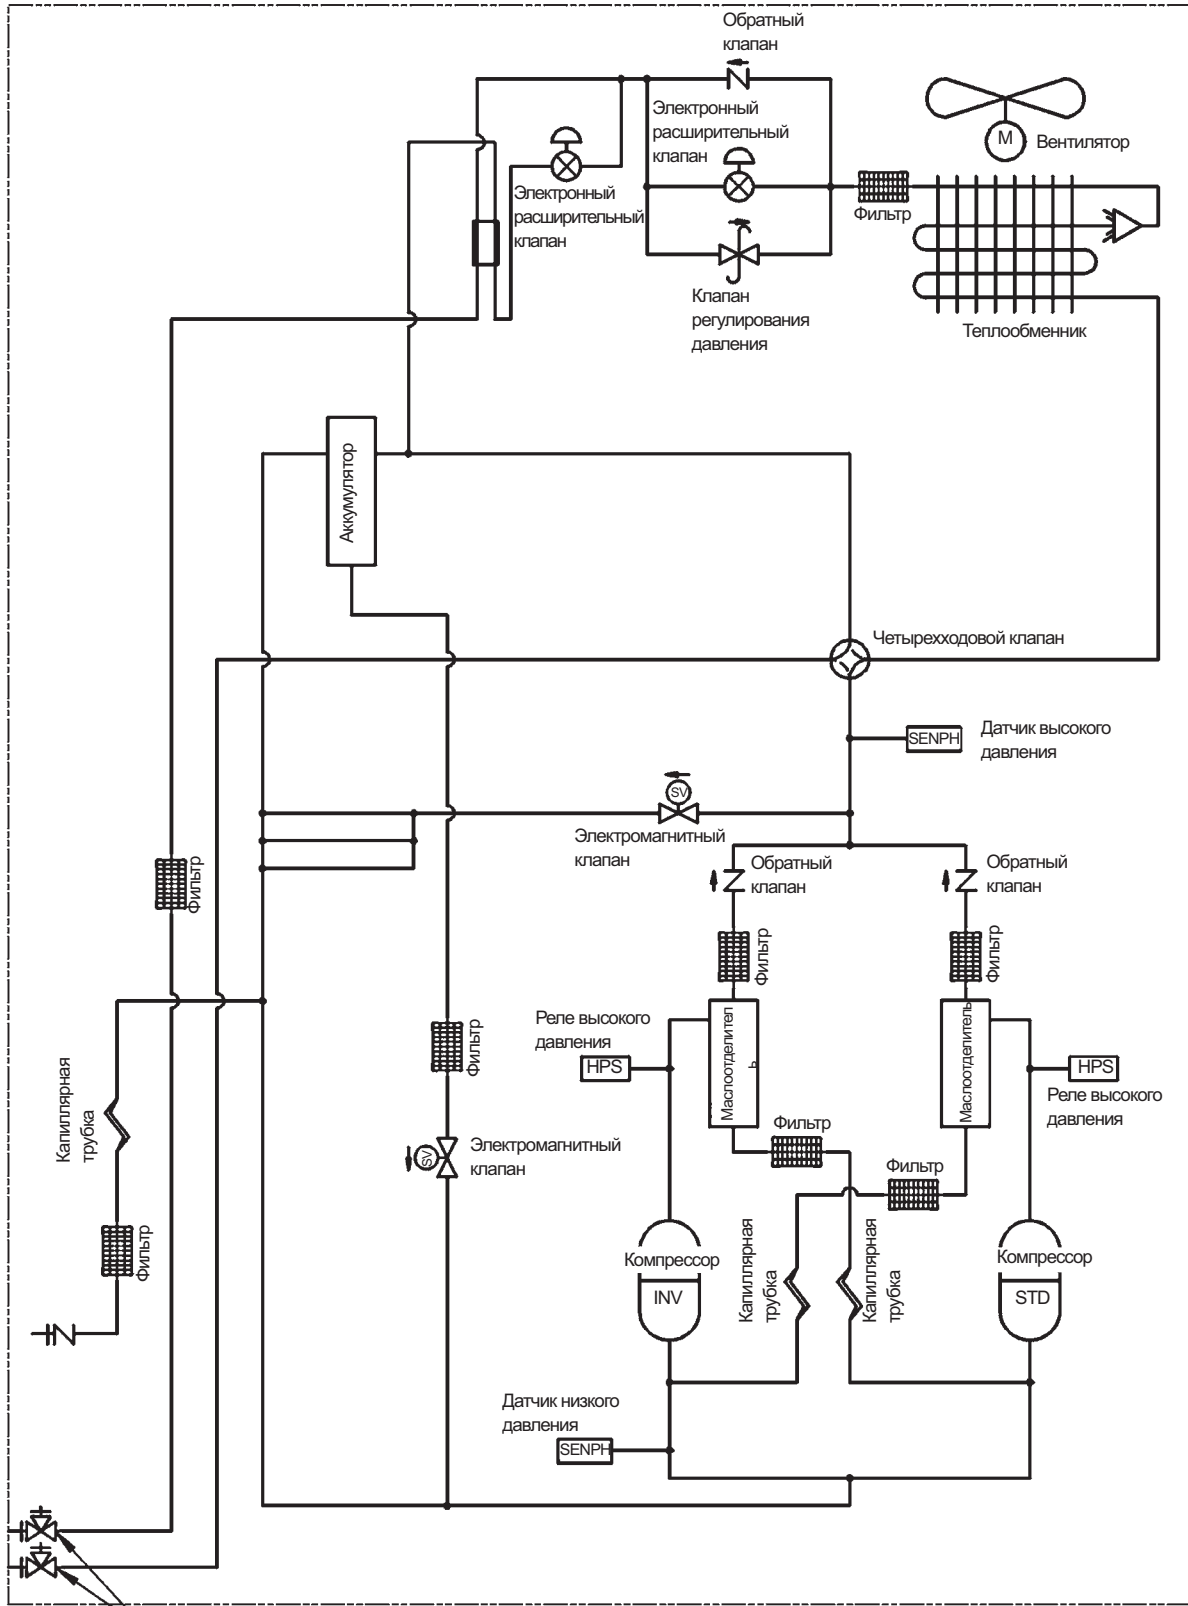 Обратный
клапан
Электронный
расширительный
клапан
М
Вентилятор
Электронный
расширительный
клапан
Фильтр
Клапан
регулирования
давления
Теплообменник
Аккумулятор
Четырехходовой клапан
SENPH
Датчик высокого
давления
SV
Электромагнитный
клапан
Обратный
клапан
Обратный
клапан
Фильтр
Фильтр
Фильтр
Реле высокого
давления
HPS
Маслоотделител
ь
Маслоотделитель
HPS
Реле высокого
давления
Фильтр
Капиллярная
трубка
SV
Электромагнитный
клапан
Фильтр
Фильтр
Фильтр
Компрессор
INV
Капиллярная
трубка
Капиллярная
трубка
Компрессор
STD
Датчик низкого
давления
SENPH